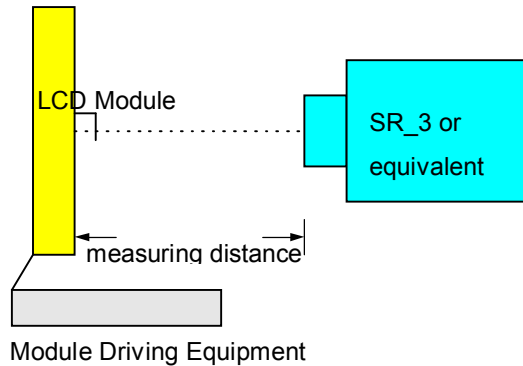 LCD Module
SR_3 or
equivalent
measuring distance
Module Driving Equipment